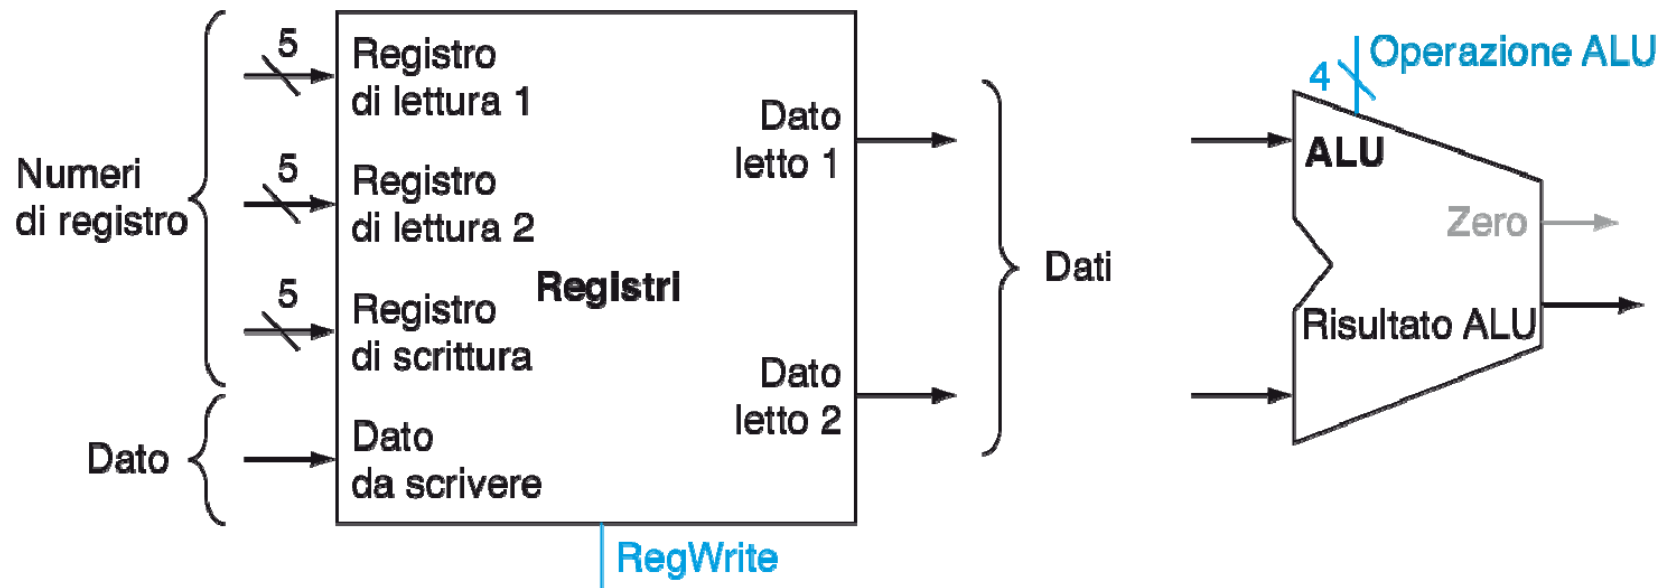 Numeri
di registro
Dato
5
Registro
di lettura 1
5
Registro
di lettura 2
5
Registro
di scrittura
Dato
da scrivere
Registri
Dato
letto 1
Dato
letto 2
RegWrite
Dati
4
Operazione ALU
ALU
Zero
Risultato ALU